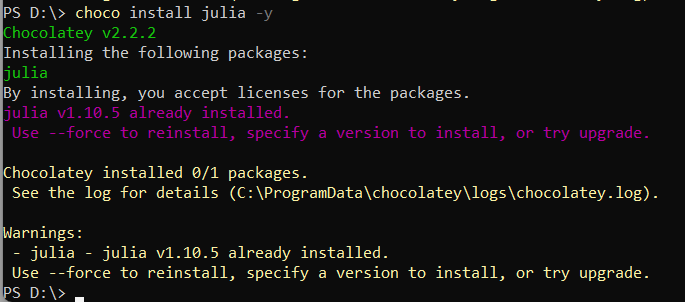 PS D:\> choco install julia -y
Chocolatey v2.2.2
Installing the following packages:
julia
By installing, you accept licenses for the packages.
julia v1.10.5 already installed.
 Use --force to reinstall, specify a version to install, or try upgrade.

Chocolatey installed 0/1 packages.
 See the log for details (C:\ProgramData\chocolatey\logs\chocolatey.log).

Warnings:
 - julia - julia v1.10.5 already installed.
 Use --force to reinstall, specify a version to install, or try upgrade.
PS D:\>